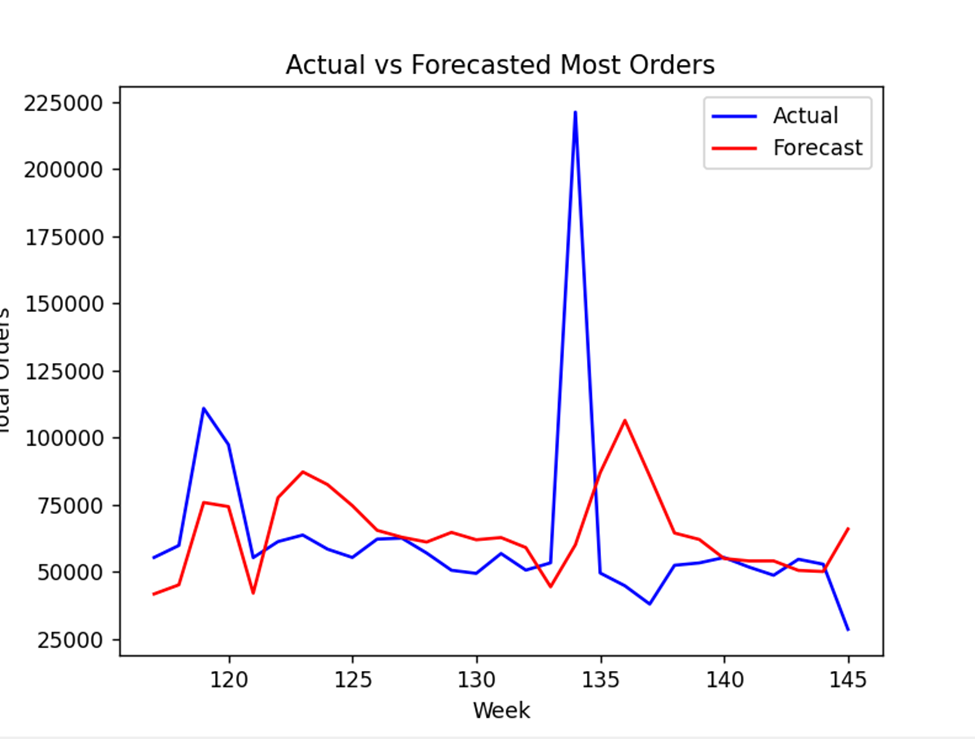 Actual vs Forecasted Most Orders
225000
200000
175000
150000
125000
100000
75000
50000
25000
Actual
Forecast
Orders
120 125 130 135 140 145
Week